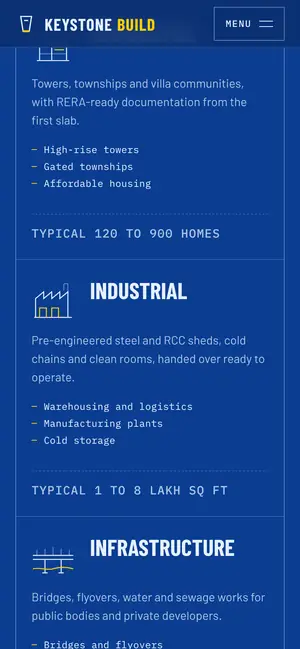 KEYSTONE BUILD
MENU
Towers, townships and villa communities,
with RERA-ready documentation from the
first slab.
— High-rise towers
— Gated townships
— Affordable housing
TYPICAL 120 TO 900 HOMES
INDUSTRIAL
Pre-engineered steel and RCC sheds, cold
chains and clean rooms, handed over ready to
operate.
— Warehousing and logistics
— Manufacturing plants
— Cold storage
TYPICAL 1 TO 8 LAKH SQ FT
INFRASTRUCTURE
Bridges, flyovers, water and sewage works for
public bodies and private developers.
— Bridges and flyovers